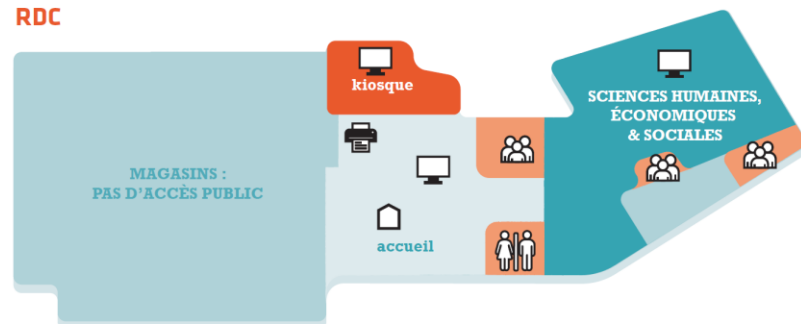 RDC
kiosque
SCIENCES HUMAINES,
ÉCONOMIQUES
& SOCIALES
MAGASINS :
PAS D'ACCÈS PUBLIC
accueil